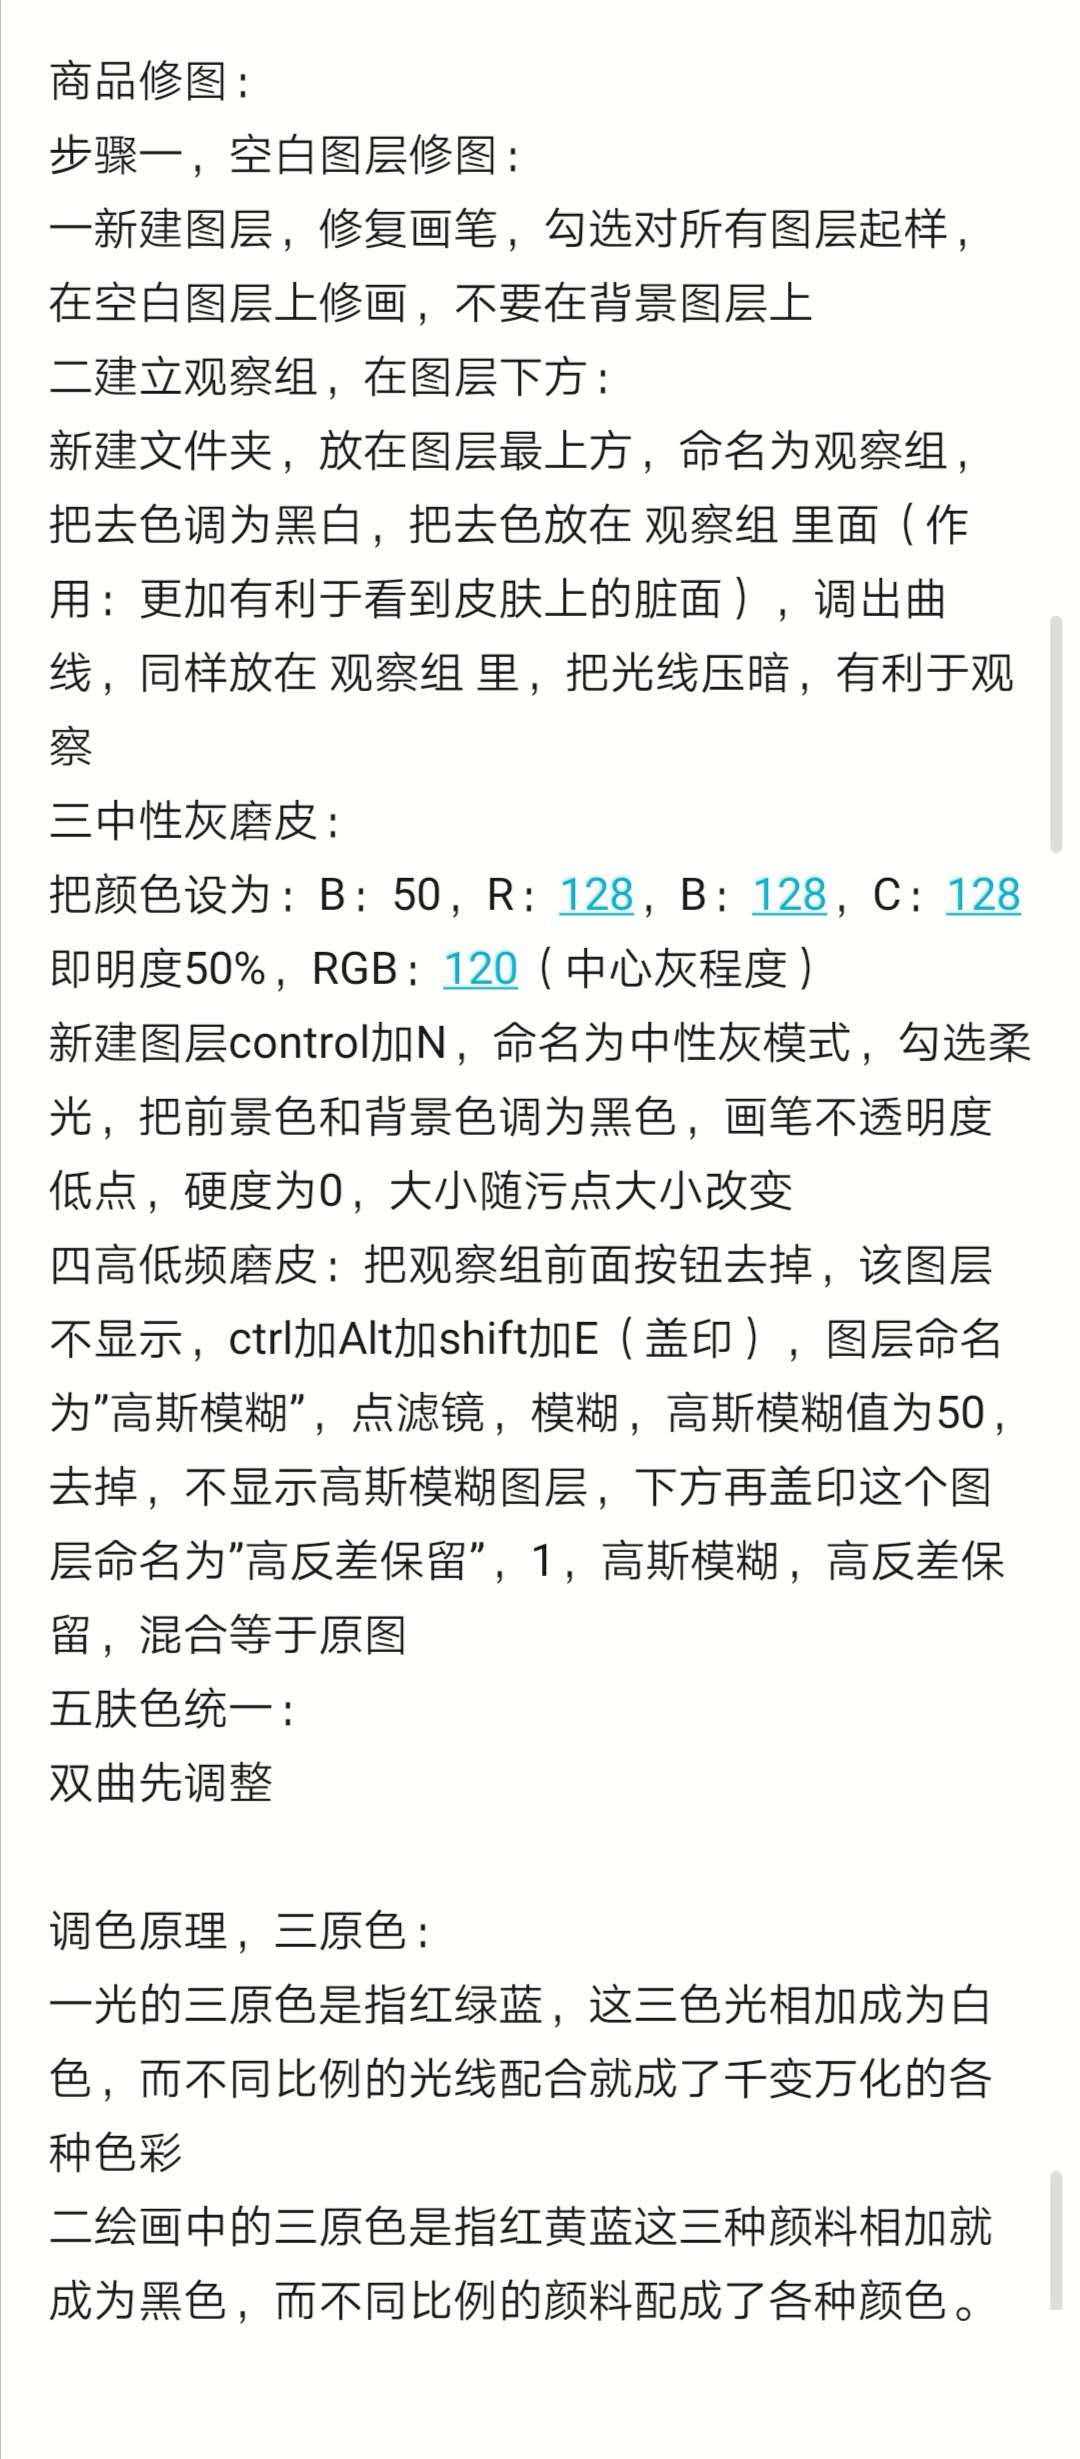 商品修图：
步骤一，空白图层修图：
一新建图层，修复画笔，勾选对所有图层起样，
在空白图层上修画，不要在背景图层上
二建立观察组，在图层下方：
新建文件夹，放在图层最上方，命名为观察组，
把去色调为黑白，把去色放在 观察组 里面（作
用：更加有利于看到皮肤上的脏面），调出曲
线，同样放在 观察组 里，把光线压暗，有利于观
察
三中性灰磨皮：
把颜色设为：B：50，R：128，B：128，C：128
即明度50%，RGB：120（中心灰程度）
新建图层control加N，命名为中性灰模式，勾选柔
光，把前景色和背景色调为黑色，画笔不透明度
低点，硬度为0，大小随污点大小改变
四高低频磨皮：把观察组前面按钮去掉，该图层
不显示，ctrl加Alt加shift加E（盖印），图层命名
为”高斯模糊”，点滤镜，模糊，高斯模糊值为50，
去掉，不显示高斯模糊图层，下方再盖印这个图
层命名为”高反差保留”，1，高斯模糊，高反差保
留，混合等于原图
五肤色统一：
双曲先调整
调色原理，三原色：
一光的三原色是指红绿蓝，这三色光相加成为白
色，而不同比例的光线配合就成了千变万化的各
种色彩
二绘画中的三原色是指红黄蓝这三种颜料相加就
成为黑色，而不同比例的颜料配成了各种颜色。